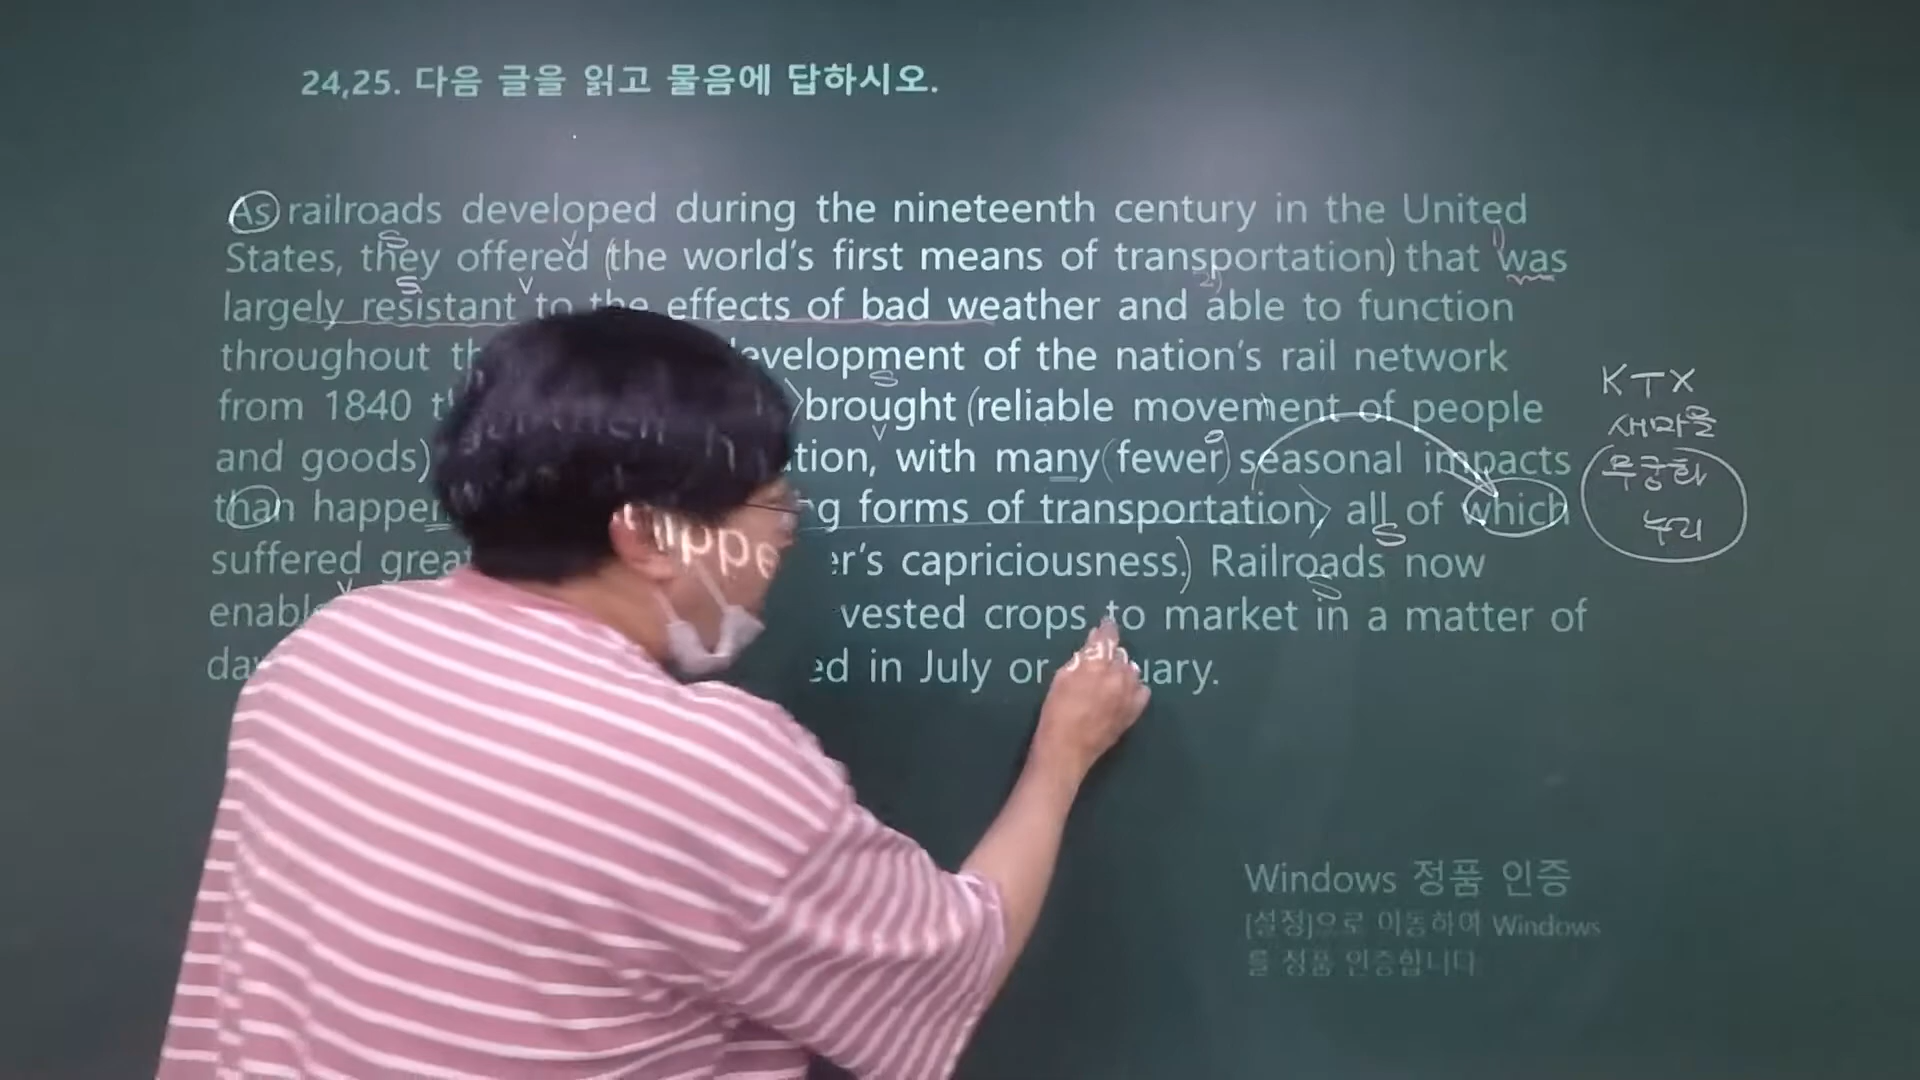 24,25. 다음 글을 읽고 물음에 답하시오.
As railroads developed during the nineteenth century in the United
States, they offered (the world's first means of transportation) that was
largely resistant to the effects of bad weather and able to function
throughout development of the nation's rail network
from 1840 brought (reliable movement of people
and goods) with many (fewer) seasonal impacts
than forms of transportation, all of which
suffered capriciousness.) Railroads now
crops to market in a matter of
in July or January.
KTX
새마을
무궁화
누리
Windows 정품 인증
[설정]으로 이동하여 Windows
를 정품 인증합니다